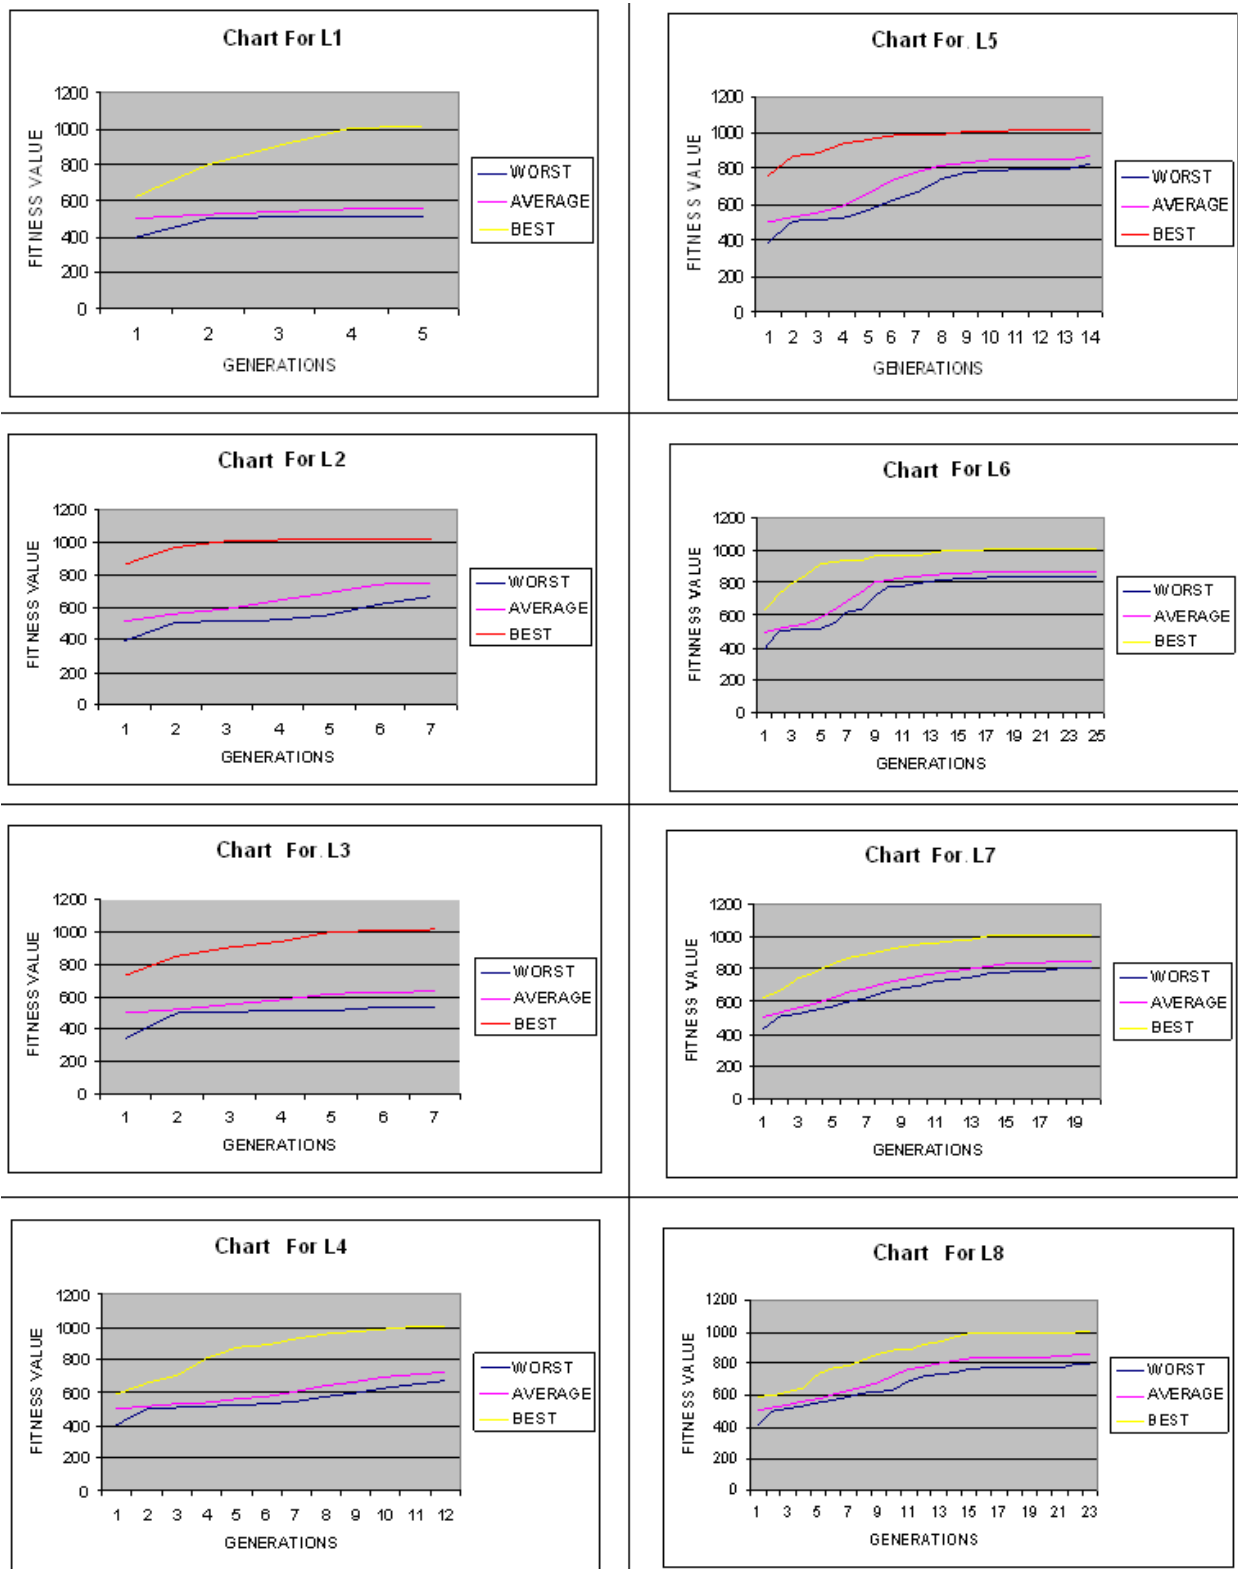 Chart For L1
1200
1000
800
600
400
200
0
FITNESS VALUE
1 2 3 4 5
GENERATIONS
WORST
AVERAGE
BEST
Chart For. L5
1200
1000
800
600
400
200
0
FITNESS VALUE
1 2 3 4 5 6 7 8 9 10 11 12 13 14
GENERATIONS
WORST
AVERAGE
BEST
Chart For L2
1200
1000
800
600
400
200
0
FITNESS VALUE
1 2 3 4 5 6 7
GENERATIONS
WORST
AVERAGE
BEST
Chart For L6
1200
1000
800
600
400
200
0
FITNNESS VALUE
1 3 5 7 9 11 13 15 17 19 21 23 25
GENERATIONS
WORST
AVERAGE
BEST
Chart For. L3
1200
1000
800
600
400
200
0
FITNESS VALUE
1 2 3 4 5 6 7
GENERATIONS
WORST
AVERAGE
BEST
Chart For. L7
1200
1000
800
600
400
200
0
FITNESS VALUE
1 3 5 7 9 11 13 15 17 19
GENERATIONS
WORST
AVERAGE
BEST
Chart For L4
1200
1000
800
600
400
200
0
FITNESS VALUE
1 2 3 4 5 6 7 8 9 10 11 12
GENERATIONS
WORST
AVERAGE
BEST
Chart For L8
1200
1000
800
600
400
200
0
FITNESS VALUE
1 3 5 7 9 11 13 15 17 19 21 23
GENERATIONS
WORST
AVERAGE
BEST